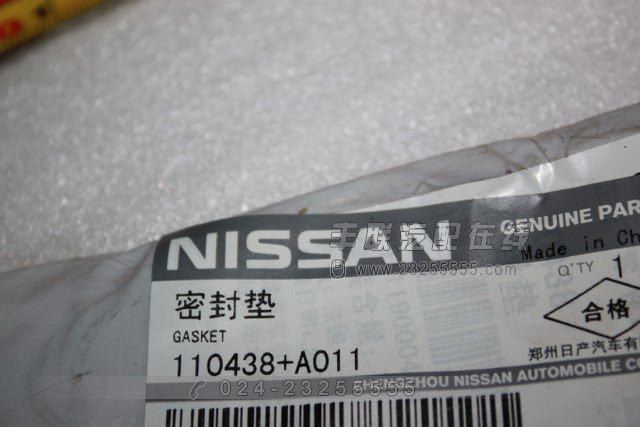 NISSAN
GENUINE PAR
丰联汽配在线
www.23255555.com
Made in Ch
密封垫
Q'TY 1
GASKET
合格
110438+A011
郑州日产汽车有
ZHENGZHOU NISSAN AUTOMOBILE CO
024-23255555